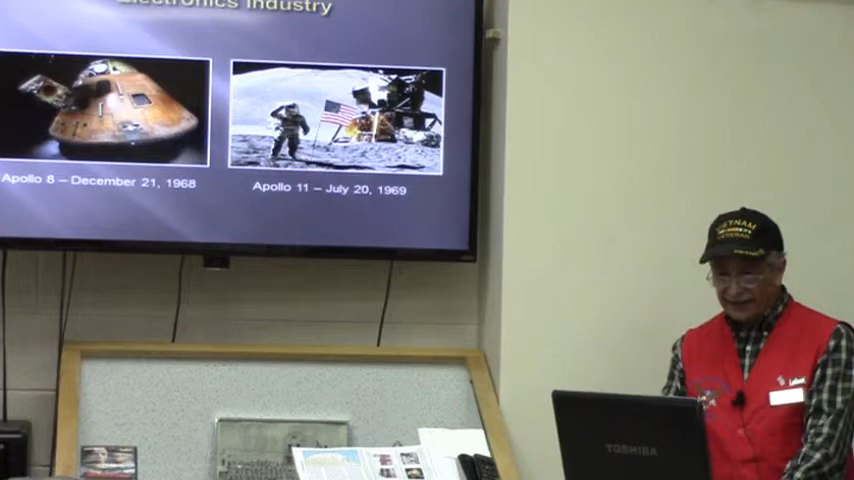 Electronics Industry
Apollo 8 – December 21, 1968
Apollo 11 – July 20, 1969
VIETNAM
VETERAN
TOSHIBA